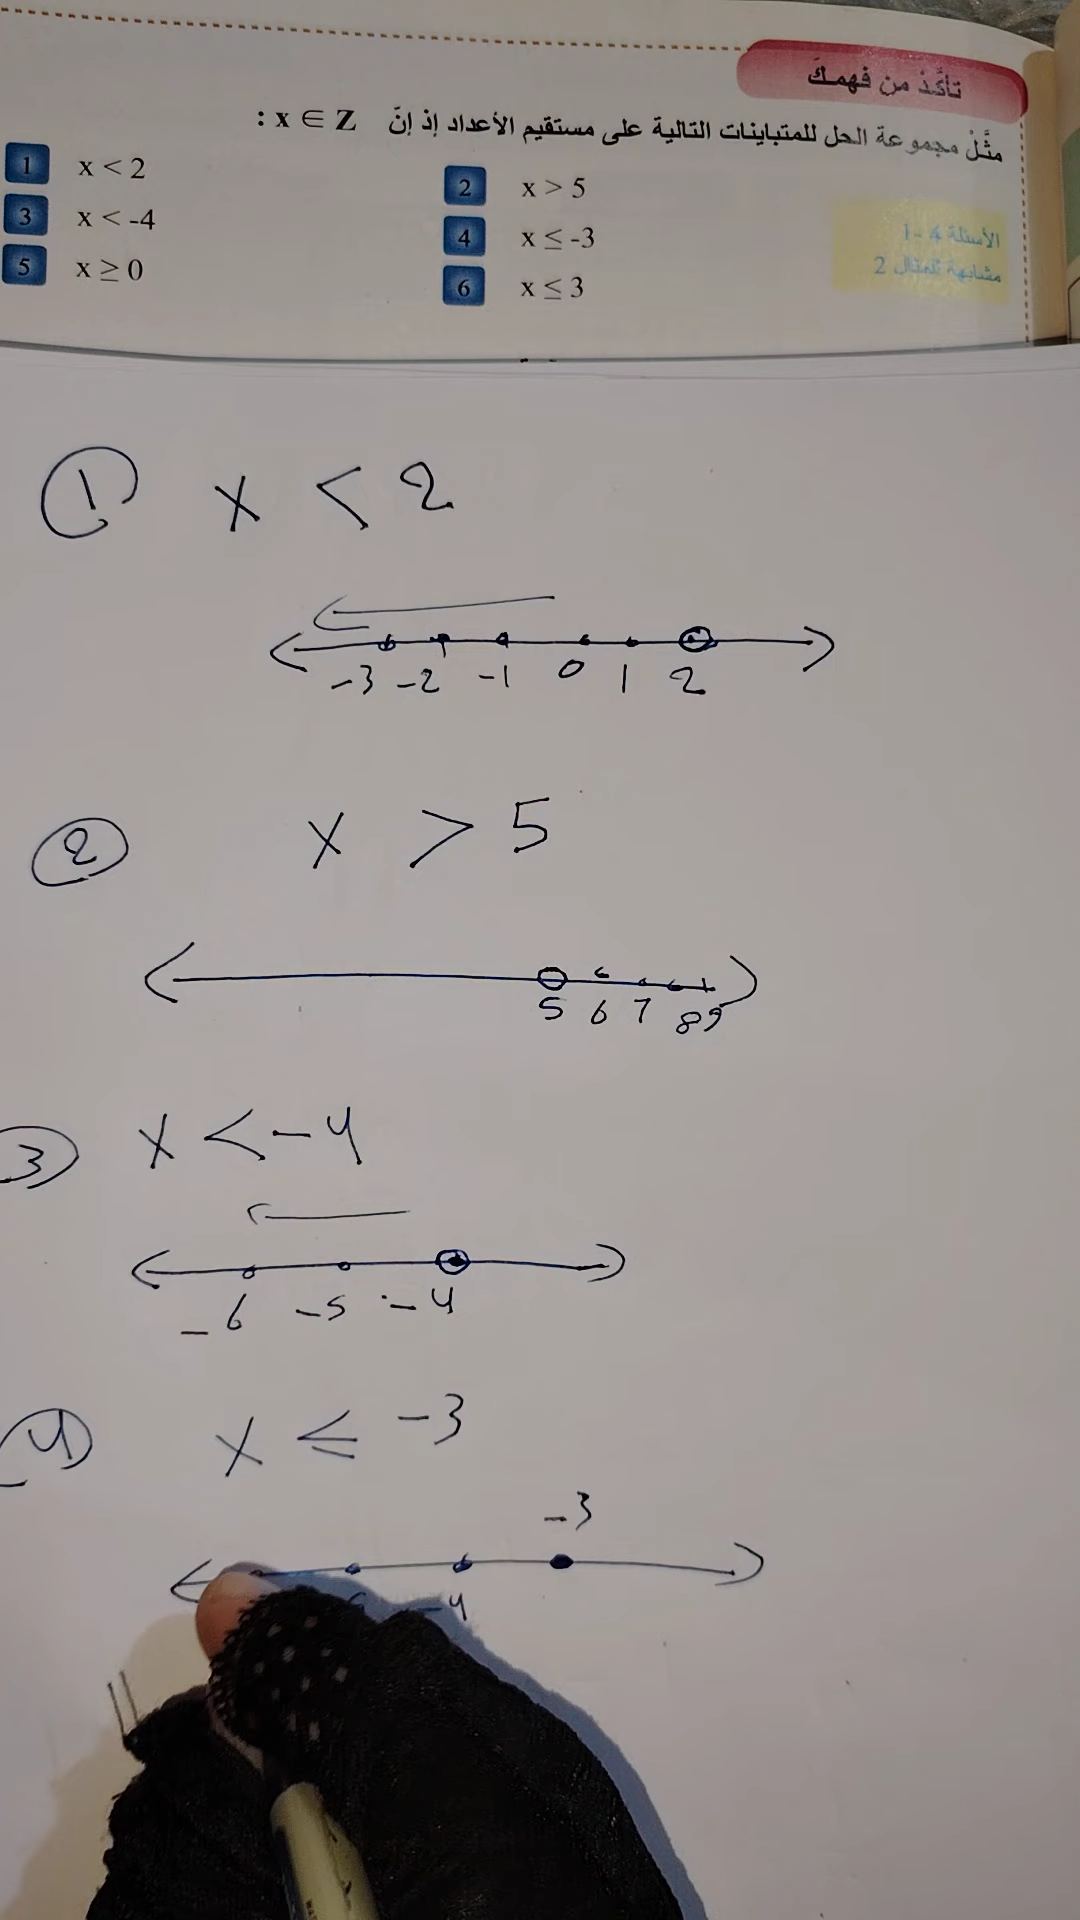 تأكَّدْ من فهمكَ
مثِّلْ مجموعة الحل للمتباينات التالية على مستقيم الأعداد إذ إنّ x ∈ Z :
1 x < 2
2 x > 5
3 x < -4
4 x ≤ -3
5 x ≥ 0
6 x ≤ 3
الأسئلة 4 - 1
مشابهة للمثال 2
1 x < 2
-3 -2 -1 0 1 2
2 x > 5
5 6 7 8 9
3 x < -4
-6 -5 -4
4 x ≤ -3
-3
-4